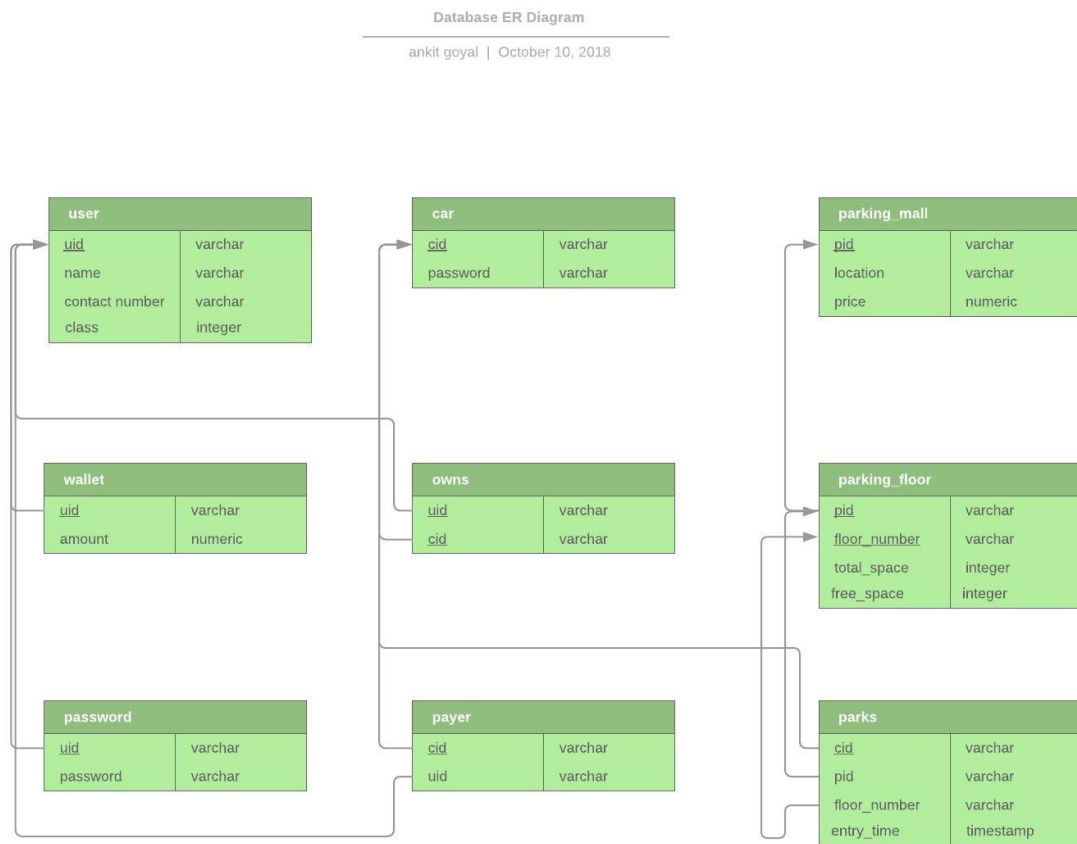 Database ER Diagram
ankit goyal | October 10, 2018
user
uid varchar
name varchar
contact number varchar
class integer
car
cid varchar
password varchar
parking_mall
pid varchar
location varchar
price numeric
wallet
uid varchar
amount numeric
owns
uid varchar
cid varchar
parking_floor
pid varchar
floor_number varchar
total_space integer
free_space integer
password
uid varchar
password varchar
payer
cid varchar
uid varchar
parks
cid varchar
pid varchar
floor_number varchar
entry_time timestamp